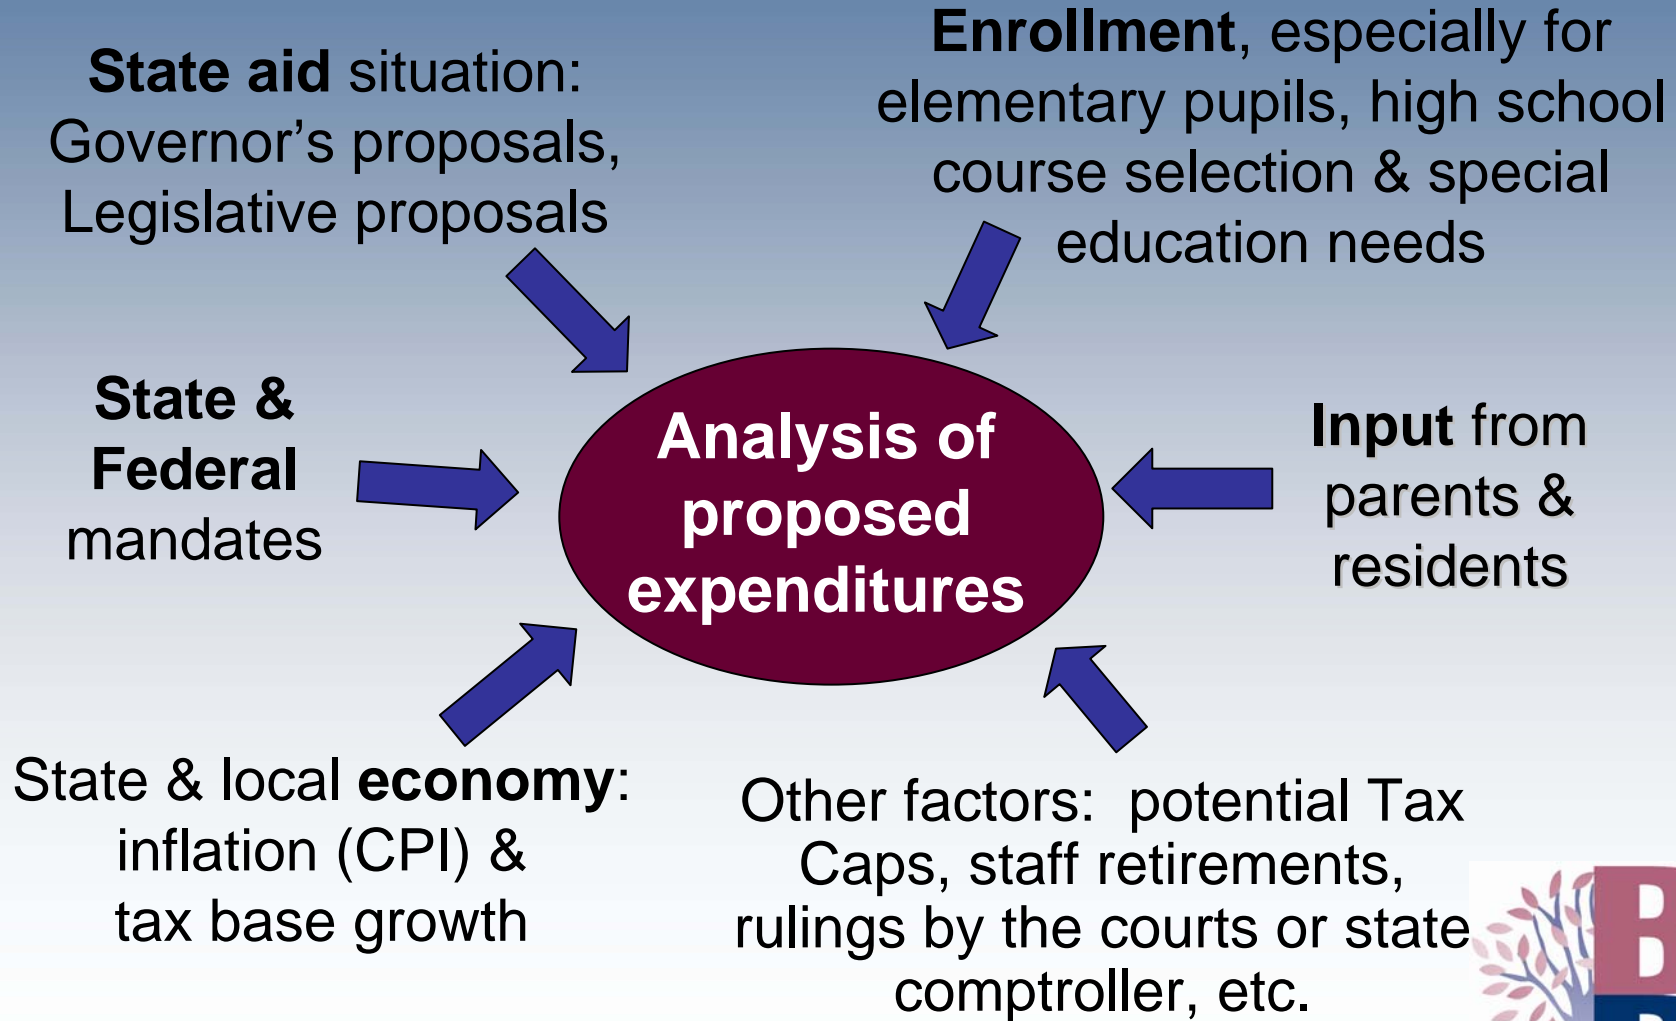 State aid situation:
Governor’s proposals,
Legislative proposals
Enrollment, especially for
elementary pupils, high school
course selection & special
education needs
State &
Federal
mandates
Analysis of
proposed
expenditures
Input from
parents &
residents
State & local economy:
inflation (CPI) &
tax base growth
Other factors:  potential Tax
Caps, staff retirements,
rulings by the courts or state
comptroller, etc.
B